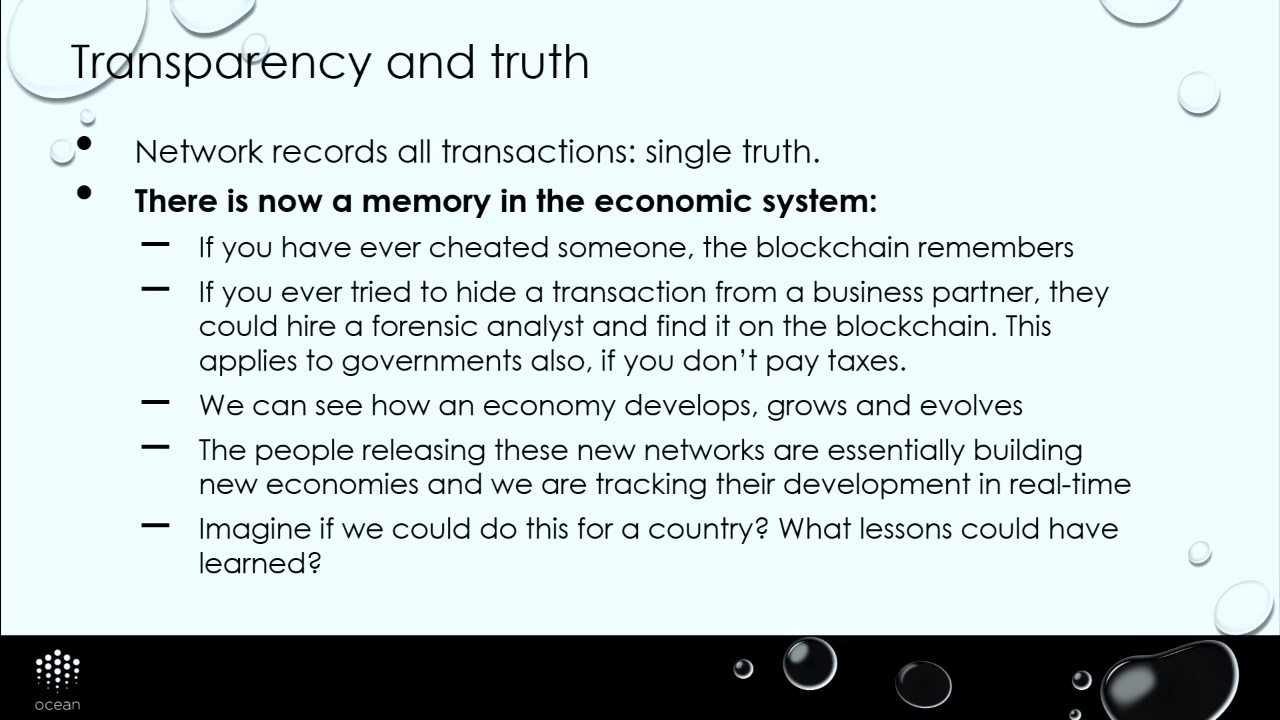 Transparency and truth
• Network records all transactions: single truth.
• There is now a memory in the economic system:
— If you have ever cheated someone, the blockchain remembers
— If you ever tried to hide a transaction from a business partner, they
could hire a forensic analyst and find it on the blockchain. This
applies to governments also, if you don’t pay taxes.
— We can see how an economy develops, grows and evolves
— The people releasing these new networks are essentially building
new economies and we are tracking their development in real-time
— Imagine if we could do this for a country? What lessons could have
learned?
ocean